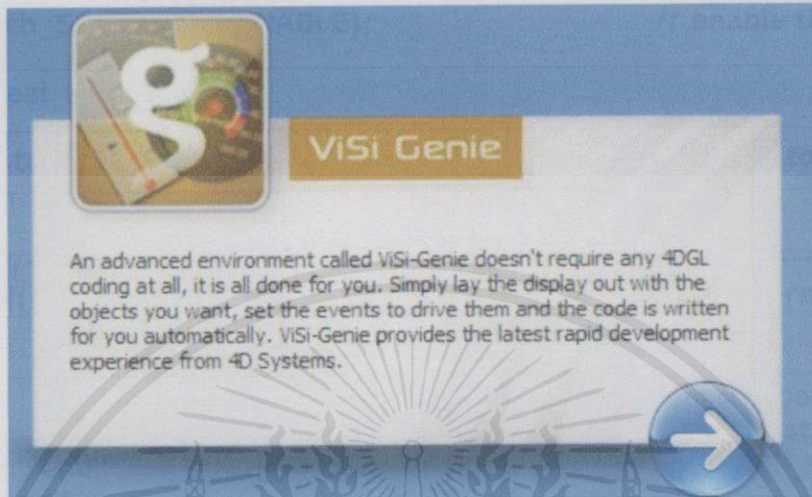 ViSi Genie
An advanced environment called ViSi-Genie doesn't require any 4DGL
coding at all, it is all done for you. Simply lay the display out with the
objects you want, set the events to drive them and the code is written
for you automatically. ViSi-Genie provides the latest rapid development
experience from 4D Systems.